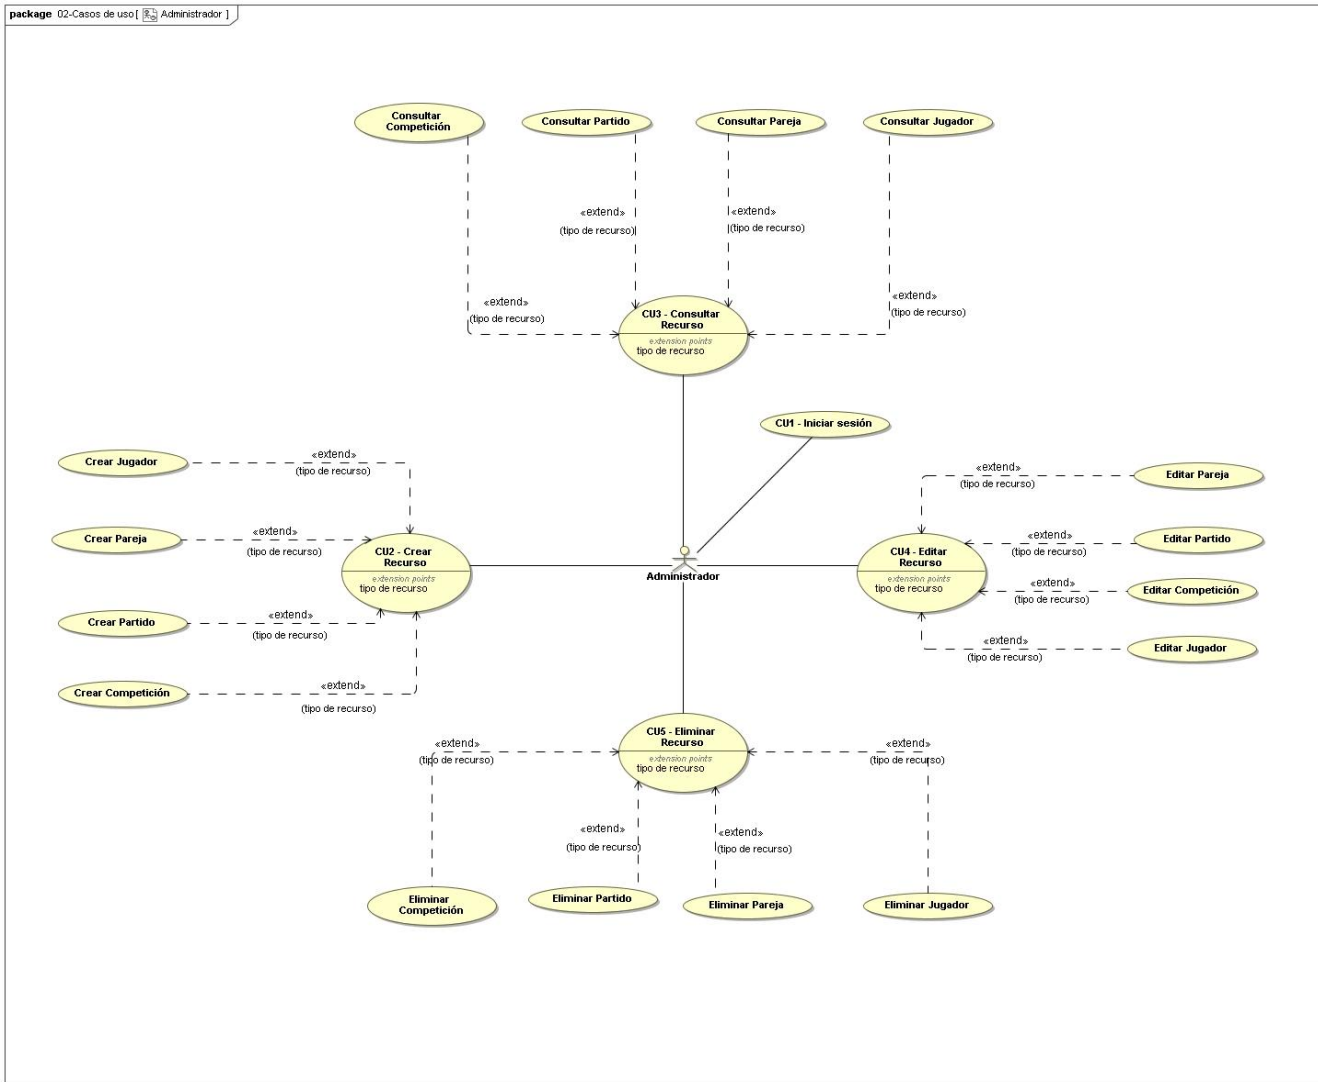 package 02-Casos de uso[ Administrador ]
Consultar
Competición
Consultar Partido
Consultar Pareja
Consultar Jugador
«extend»
(tipo de recurso)
«extend»
(tipo de recurso)
«extend»
(tipo de recurso)
«extend»
(tipo de recurso)
CU3 - Consultar
Recurso
extension points
tipo de recurso
CU1 - Iniciar sesión
Crear Jugador
«extend»
(tipo de recurso)
Crear Pareja
«extend»
(tipo de recurso)
CU2 - Crear
Recurso
extension points
tipo de recurso
Crear Partido
«extend»
(tipo de recurso)
Crear Competición
«extend»
(tipo de recurso)
Administrador
CU4 - Editar
Recurso
extension points
tipo de recurso
«extend»
(tipo de recurso)
Editar Pareja
«extend»
(tipo de recurso)
Editar Partido
«extend»
(tipo de recurso)
Editar Competición
«extend»
(tipo de recurso)
Editar Jugador
CU5 - Eliminar
Recurso
extension points
tipo de recurso
«extend»
(tipo de recurso)
«extend»
(tipo de recurso)
«extend»
(tipo de recurso)
«extend»
(tipo de recurso)
Eliminar
Competición
Eliminar Partido
Eliminar Pareja
Eliminar Jugador